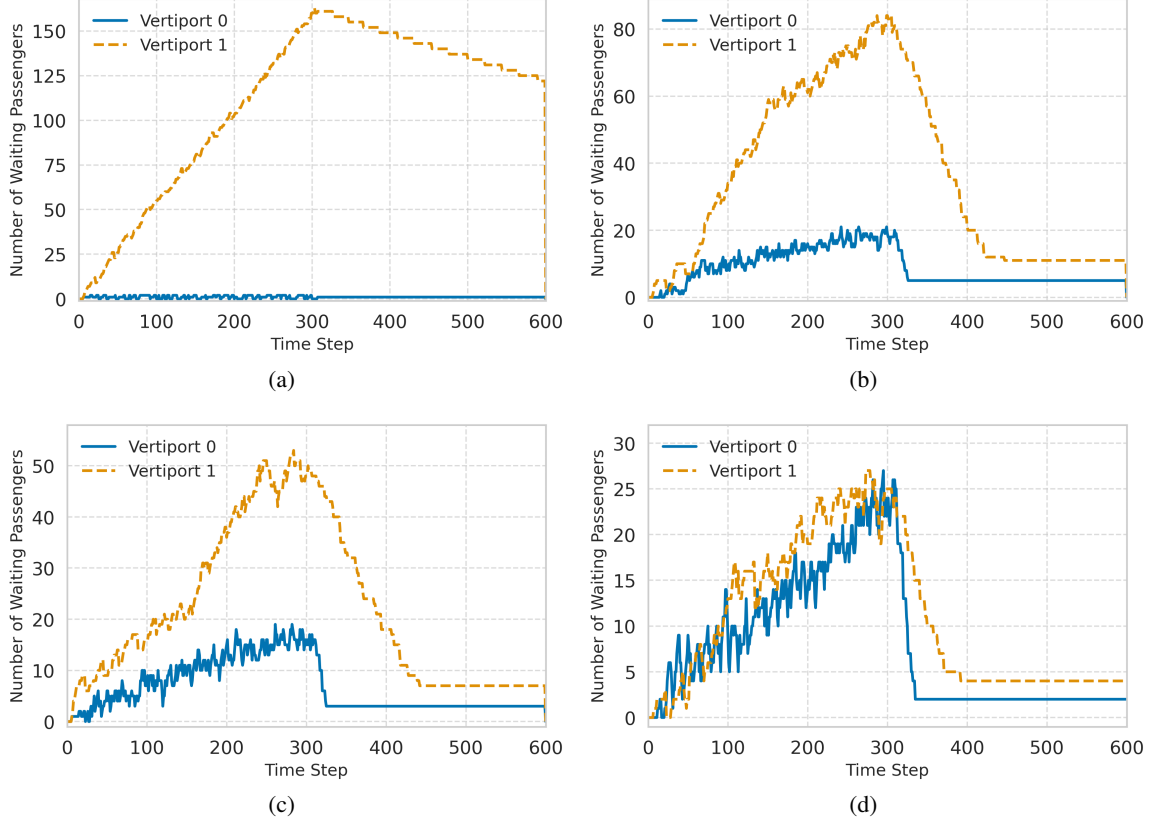 Number of Waiting Passengers
150
125
100
75
50
25
0
Vertiport 0
Vertiport 1
0 100 200 300 400 500 600
Time Step
(a)
Number of Waiting Passengers
80
60
40
20
0
Vertiport 0
Vertiport 1
0 100 200 300 400 500 600
Time Step
(b)
Number of Waiting Passengers
50
40
30
20
10
0
Vertiport 0
Vertiport 1
0 100 200 300 400 500 600
Time Step
(c)
Number of Waiting Passengers
30
25
20
15
10
5
0
Vertiport 0
Vertiport 1
0 100 200 300 400 500 600
Time Step
(d)